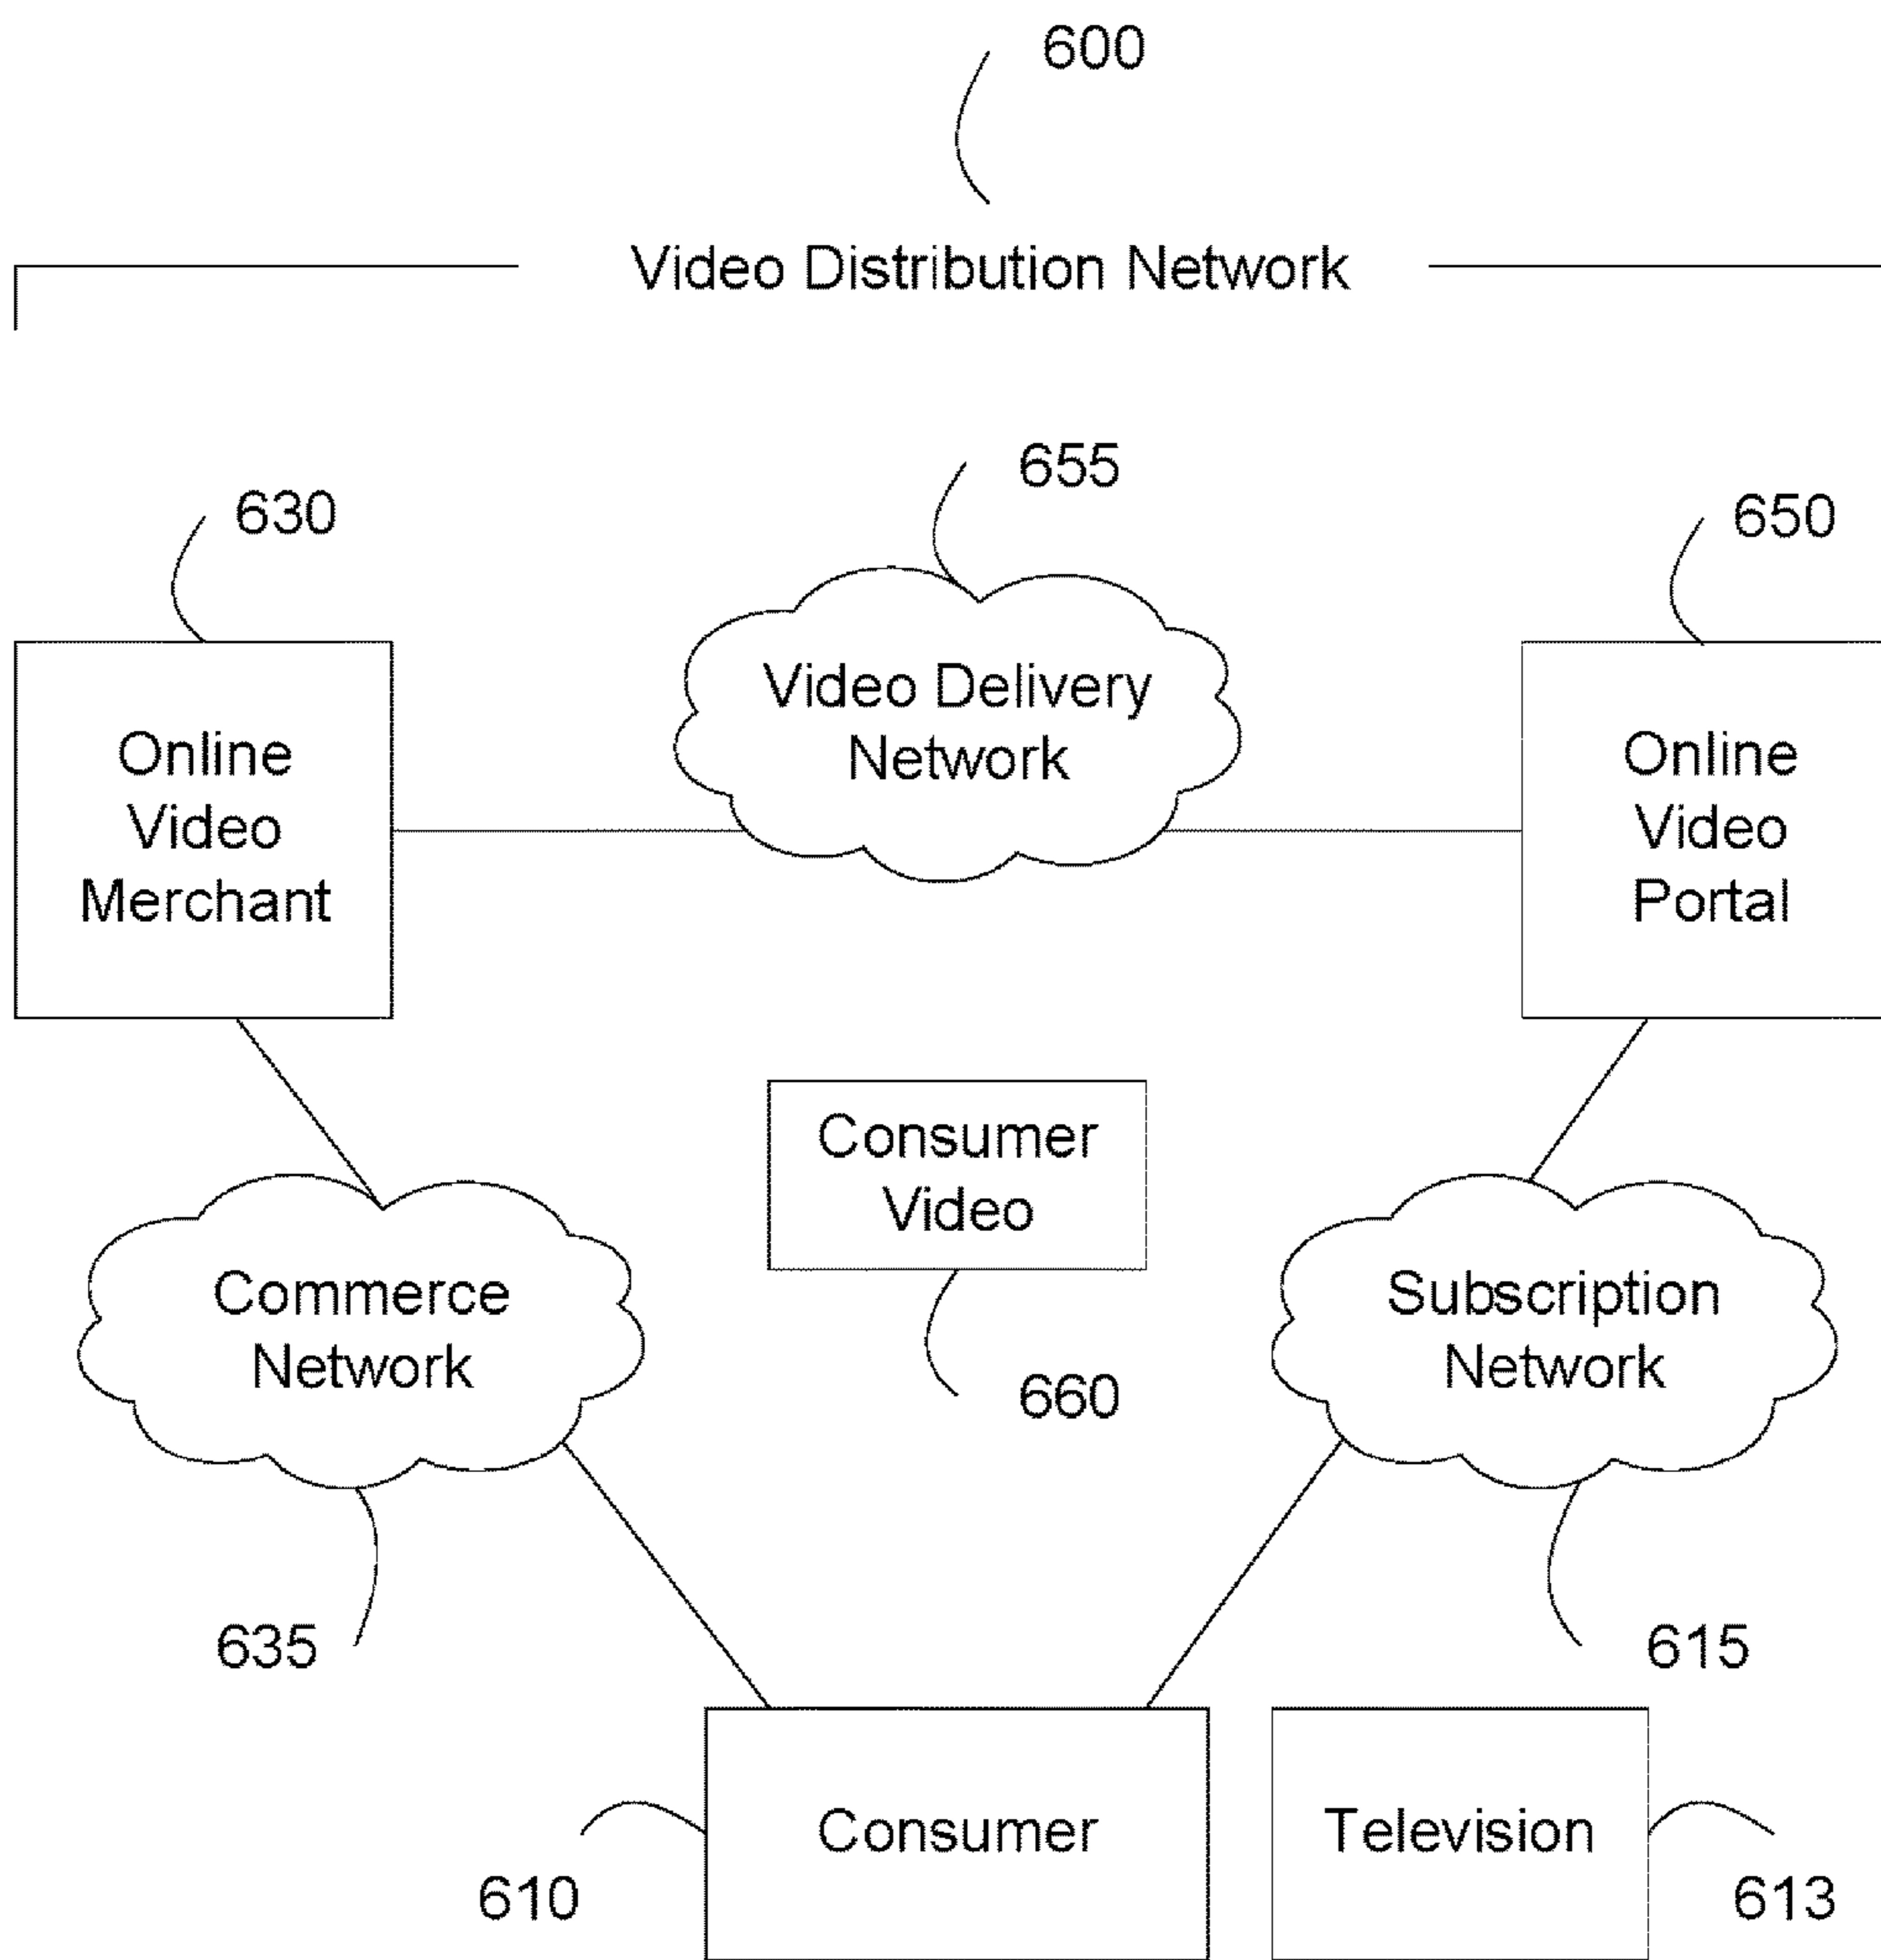 600
Video Distribution Network
655
630
650
Video Delivery
Network
Online
Video
Merchant
Online
Video
Portal
Consumer
Video
Commerce
Network
Subscription
Network
660
635
615
Consumer
Television
610
613